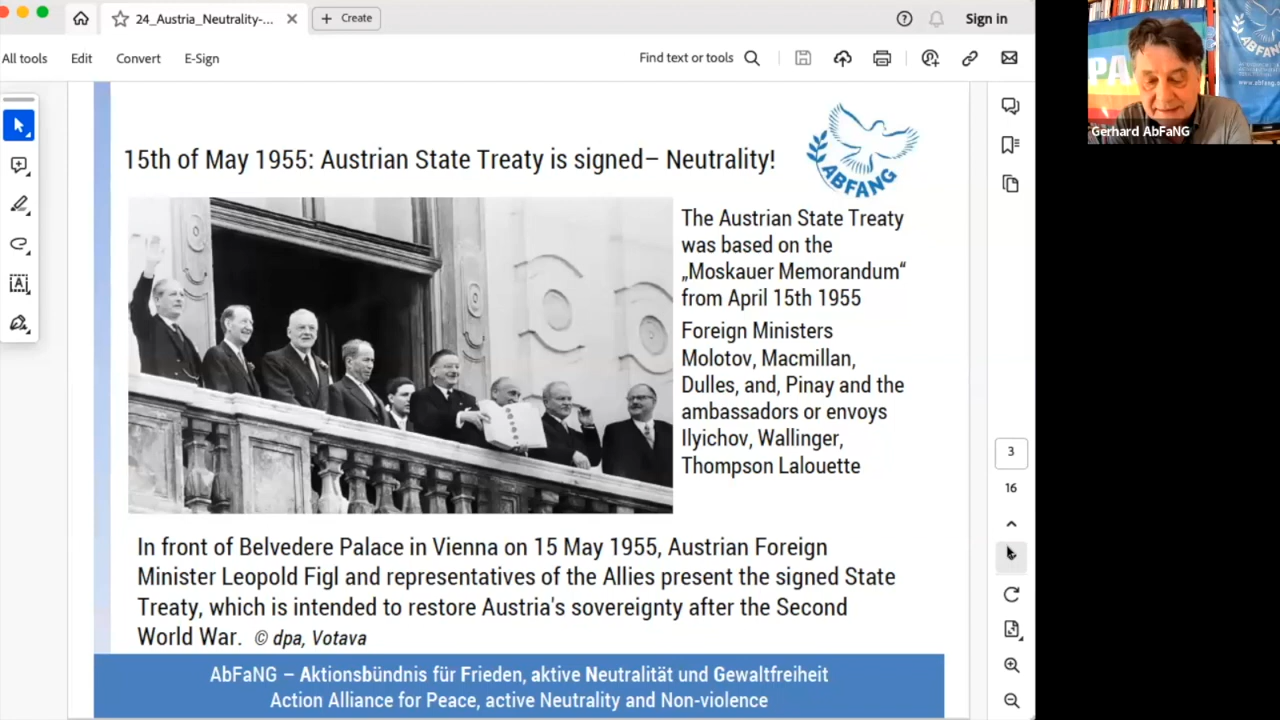 24_Austria_Neutrality-...
Create
Sign in
All tools
Edit
Convert
E-Sign
Find text or tools
15th of May 1955: Austrian State Treaty is signed– Neutrality!
ABFANG
The Austrian State Treaty
was based on the
„Moskauer Memorandum“
from April 15th 1955
Foreign Ministers
Molotov, Macmillan,
Dulles, and, Pinay and the
ambassadors or envoys
Ilyichov, Wallinger,
Thompson Lalouette
In front of Belvedere Palace in Vienna on 15 May 1955, Austrian Foreign
Minister Leopold Figl and representatives of the Allies present the signed State
Treaty, which is intended to restore Austria's sovereignty after the Second
World War. © dpa, Votava
AbFaNG – Aktionsbündnis für Frieden, aktive Neutralität und Gewaltfreiheit
Action Alliance for Peace, active Neutrality and Non-violence
3
16
PA
ABFANG
Gerhard AbFaNG